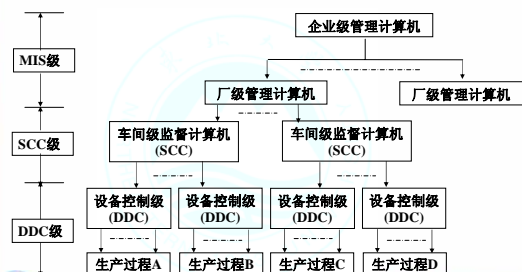 企业级管理计算机
MIS级
厂级管理计算机
厂级管理计算机
SCC级
车间级监督计算机
(SCC)
车间级监督计算机
(SCC)
设备控制级
(DDC)
设备控制级
(DDC)
设备控制级
(DDC)
设备控制级
(DDC)
DDC级
生产过程A
生产过程B
生产过程C
生产过程D